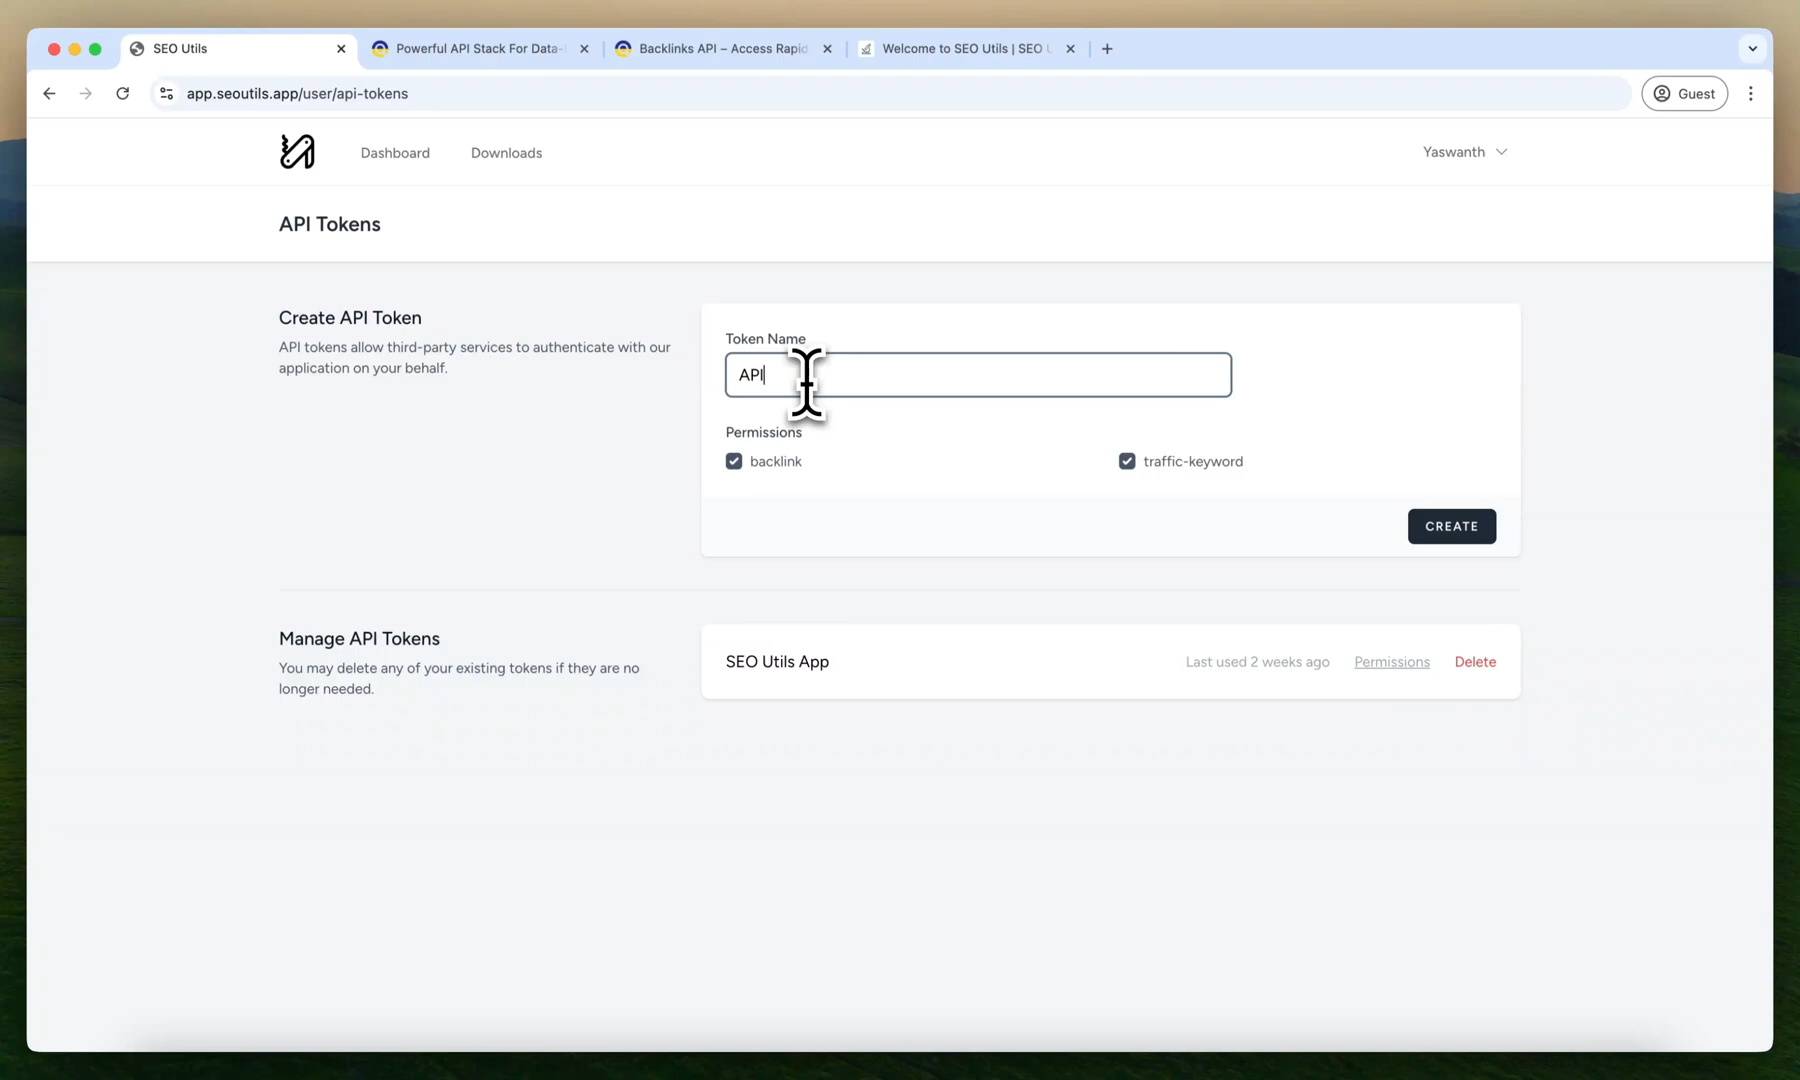 SEO Utils
Powerful API Stack For Data-
Backlinks API – Access Rapid
Welcome to SEO Utils | SEO U
app.seoutils.app/user/api-tokens
Guest
Dashboard
Downloads
Yaswanth
API Tokens
Create API Token
API tokens allow third-party services to authenticate with our
application on your behalf.
Token Name
API
Permissions
backlink
traffic-keyword
CREATE
Manage API Tokens
You may delete any of your existing tokens if they are no
longer needed.
SEO Utils App
Last used 2 weeks ago
Permissions
Delete